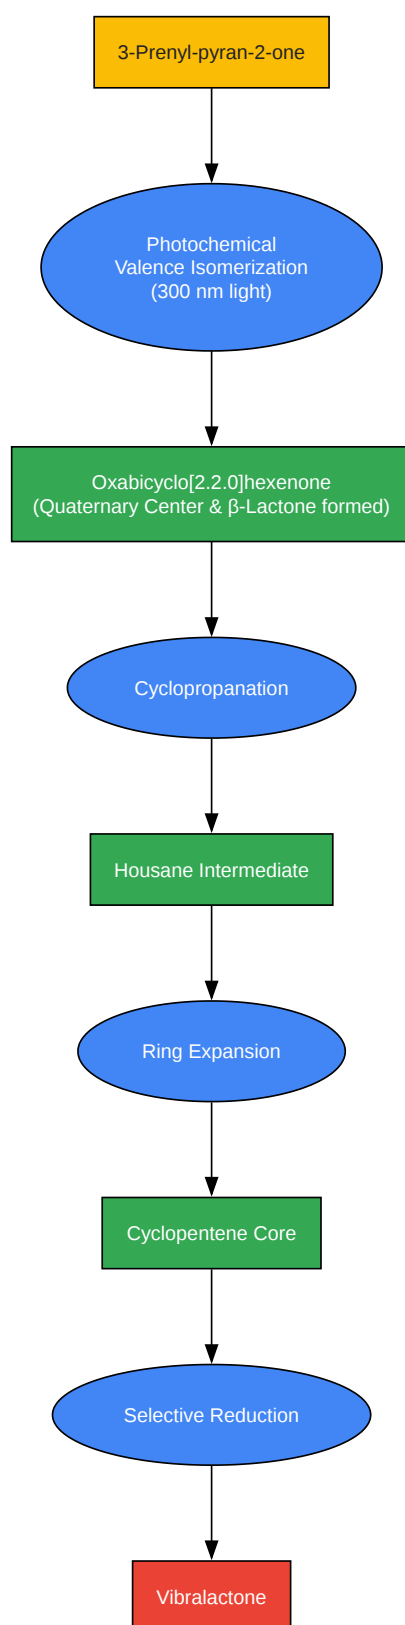 3-Prenyl-pyran-2-one
Photochemical
Valence Isomerization
(300 nm light)
Oxabicyclo[2.2.0]hexenone
(Quaternary Center & β-Lactone formed)
Cyclopropanation
Housane Intermediate
Ring Expansion
Cyclopentene Core
Selective Reduction
Vibralactone